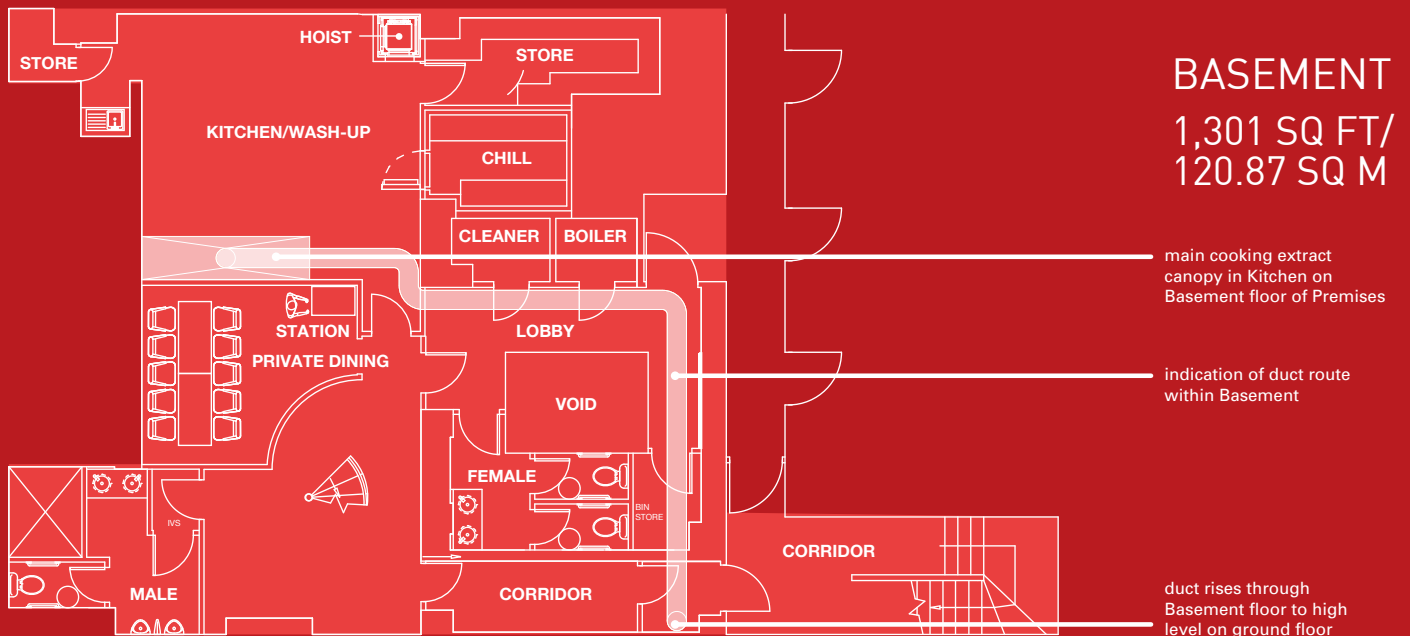 HOIST
STORE
STORE
BASEMENT
1,301 SQ FT/
120.87 SQ M
KITCHEN/WASH-UP
CHILL
CLEANER
BOILER
main cooking extract
canopy in Kitchen on
Basement floor of Premises
STATION
LOBBY
PRIVATE DINING
indication of duct route
within Basement
VOID
FEMALE
BIN
STORE
IVS
CORRIDOR
MALE
CORRIDOR
duct rises through
Basement floor to high
level on ground floor